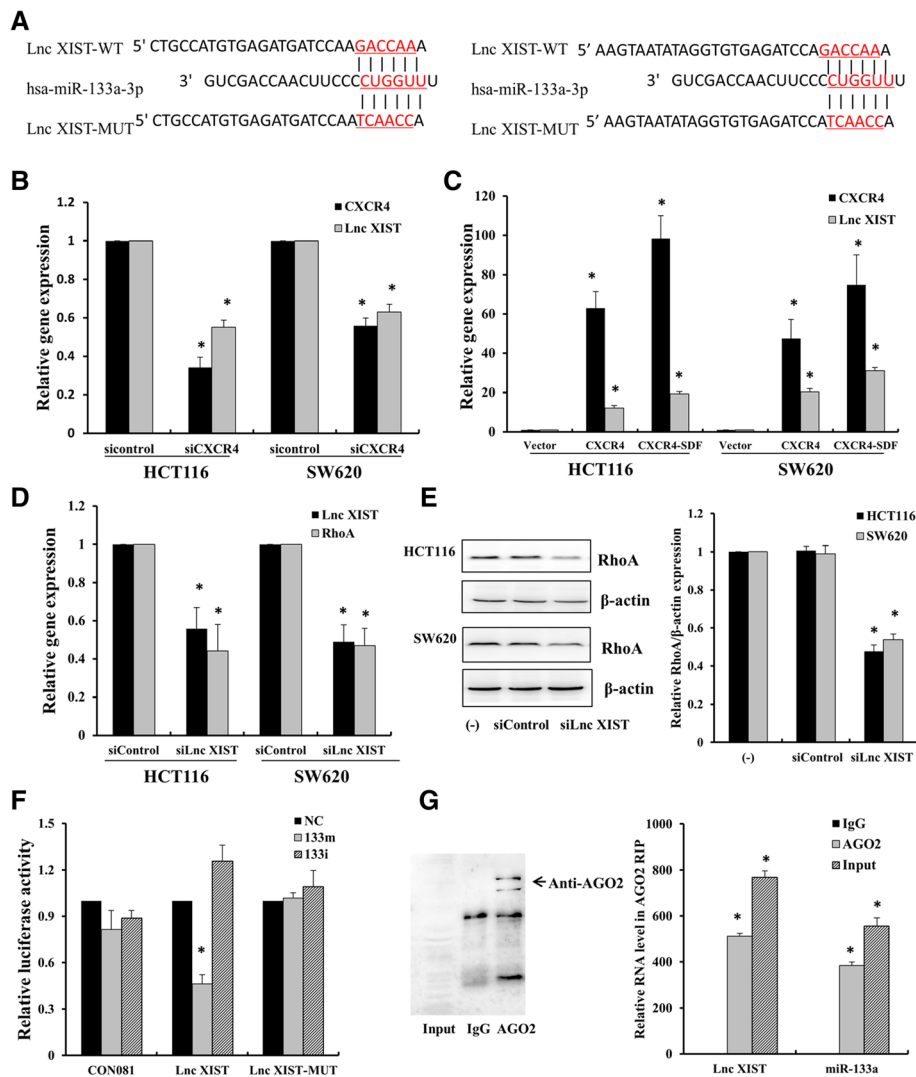 A
Lnc XIST-WT 5' CTGCCATGTGAGATGATCCAAGACCAAA
hsa-miR-133a-3p 3' GUCGACCAACUUCCCCUGGUUU
Lnc XIST-MUT 5' CTGCCATGTGAGATGATCCAATCAACCA
Lnc XIST-WT 5' AAGTAATATAGGTGTGAGATCCAGACCAAA
hsa-miR-133a-3p 3' GUCGACCAACUUCCCCUGGUUU
Lnc XIST-MUT 5' AAGTAATATAGGTGTGAGATCCATCAACCA
B
Relative gene expression
1.2
1
0.8
0.6
0.4
0.2
0
CXCR4
Lnc XIST
* * * *
sicontrol siCXCR4 sicontrol siCXCR4
HCT116 SW620
C
Relative gene expression
120
100
80
60
40
20
0
CXCR4
Lnc XIST
* * * * * * * *
Vector CXCR4 CXCR4-SDF Vector CXCR4 CXCR4-SDF
HCT116 SW620
D
Relative gene expression
1.2
1
0.8
0.6
0.4
0.2
0
Lnc XIST
RhoA
* * * *
siControl siLnc XIST siControl siLnc XIST
HCT116 SW620
E
HCT116 RhoA
β-actin
SW620 RhoA
β-actin
(-) siControl siLnc XIST
Relative RhoA/β-actin expression
1.2
1
0.8
0.6
0.4
0.2
0
HCT116
SW620
* *
(-) siControl siLnc XIST
F
Relative luciferase activity
1.5
1.2
0.9
0.6
0.3
0
NC
133m
133i
*
CON081 Lnc XIST Lnc XIST-MUT
G
Anti-AGO2
Input IgG AGO2
Relative RNA level in AGO2 RIP
1000
800
600
400
200
0
IgG
AGO2
Input
* * * *
Lnc XIST miR-133a